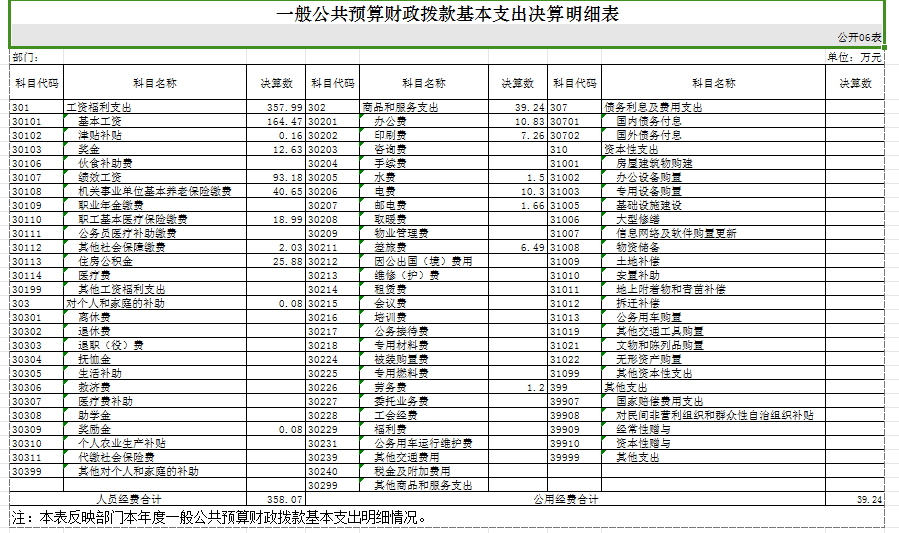 一般公共预算财政拨款基本支出决算明细表
公开06表
部门： 单位：万元
科目代码 科目名称 决算数 科目代码 科目名称 决算数 科目代码 科目名称 决算数
301 工资福利支出 357.99 302 商品和服务支出 39.24 307 债务利息及费用支出
30101 基本工资 164.47 30201 办公费 10.83 30701 国内债务付息
30102 津贴补贴 0.16 30202 印刷费 7.26 30702 国外债务付息
30103 奖金 12.63 30203 咨询费 310 资本性支出
30106 伙食补助费 30204 手续费 31001 房屋建筑物购建
30107 绩效工资 93.18 30205 水费 1.5 31002 办公设备购置
30108 机关事业单位基本养老保险缴费 40.65 30206 电费 10.3 31003 专用设备购置
30109 职业年金缴费 30207 邮电费 1.66 31005 基础设施建设
30110 职工基本医疗保险缴费 18.99 30208 取暖费 31006 大型修缮
30111 公务员医疗补助缴费 30209 物业管理费 31007 信息网络及软件购置更新
30112 其他社会保障缴费 2.03 30211 差旅费 6.49 31008 物资储备
30113 住房公积金 25.88 30212 因公出国（境）费用 31009 土地补偿
30114 医疗费 30213 维修（护）费 31010 安置补助
30199 其他工资福利支出 30214 租赁费 31011 地上附着物和青苗补偿
303 对个人和家庭的补助 0.08 30215 会议费 31012 拆迁补偿
30301 离休费 30216 培训费 31013 公务用车购置
30302 退休费 30217 公务接待费 31019 其他交通工具购置
30303 退职（役）费 30218 专用材料费 31021 文物和陈列品购置
30304 抚恤金 30224 被装购置费 31022 无形资产购置
30305 生活补助 30225 专用燃料费 31099 其他资本性支出
30306 救济费 30226 劳务费 1.2 399 其他支出
30307 医疗费补助 30227 委托业务费 39907 国家赔偿费用支出
30308 助学金 30228 工会经费 39908 对民间非营利组织和群众性自治组织补贴
30309 奖励金 0.08 30229 福利费 39909 经常性赠与
30310 个人农业生产补贴 30231 公务用车运行维护费 39910 资本性赠与
30311 代缴社会保险费 30239 其他交通费用 39999 其他支出
30399 其他对个人和家庭的补助 30240 税金及附加费用
30299 其他商品和服务支出
人员经费合计 358.07 公用经费合计 39.24
注：本表反映部门本年度一般公共预算财政拨款基本支出明细情况。